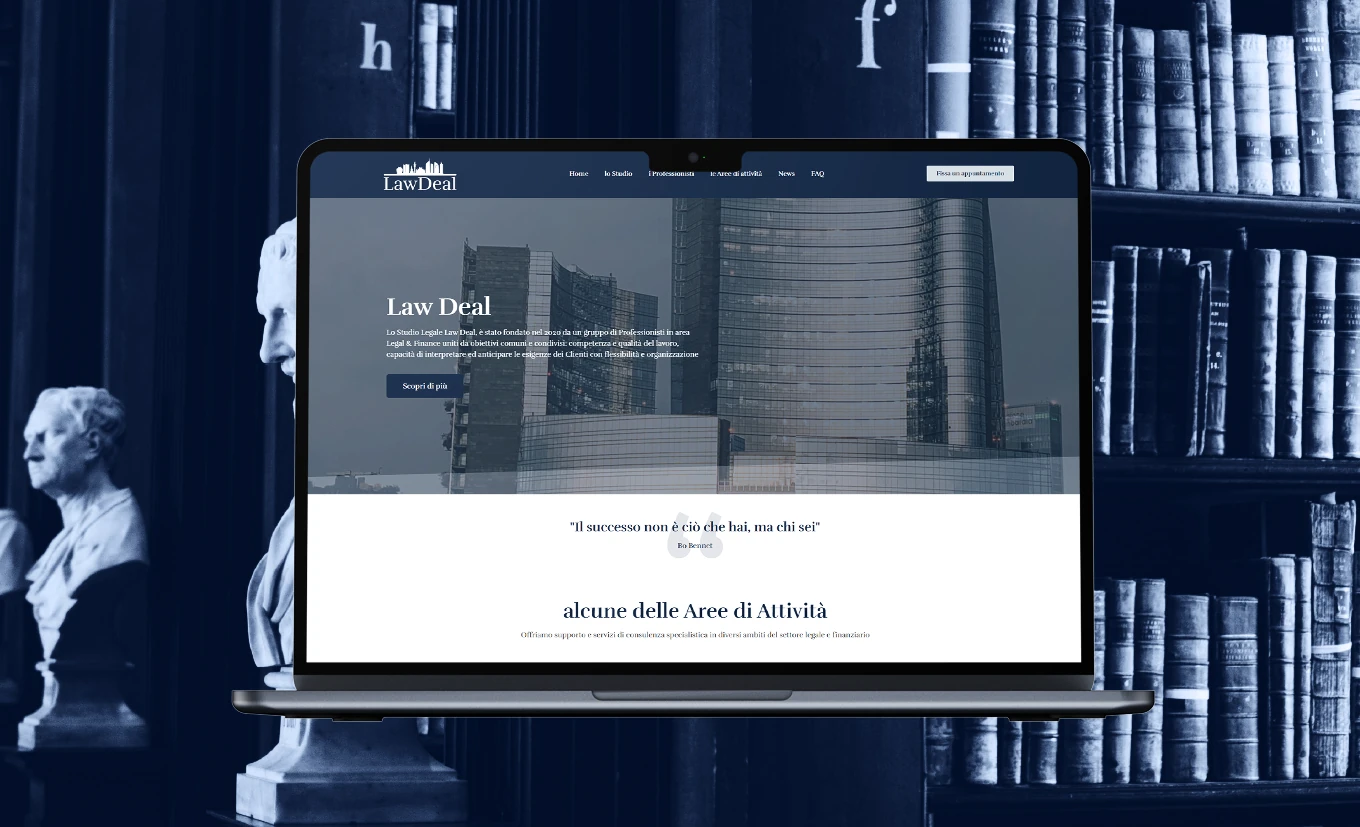 h
f
LawDeal
Home lo Studio i Professionisti le Aree di attività News FAQ
Fissa un appuntamento
Law Deal
Lo Studio Legale Law Deal, è stato fondato nel 2020 da un gruppo di Professionisti in area
Legal & Finance uniti da obiettivi comuni e condivisi: competenza e qualità del lavoro,
capacità di interpretare ed anticipare le esigenze dei Clienti con flessibilità e organizzazione
Scopri di più
"Il successo non è ciò che hai, ma chi sei"
Bo Bennet
alcune delle Aree di Attività
Offriamo supporto e servizi di consulenza specialistica in diversi ambiti del settore legale e finanziario